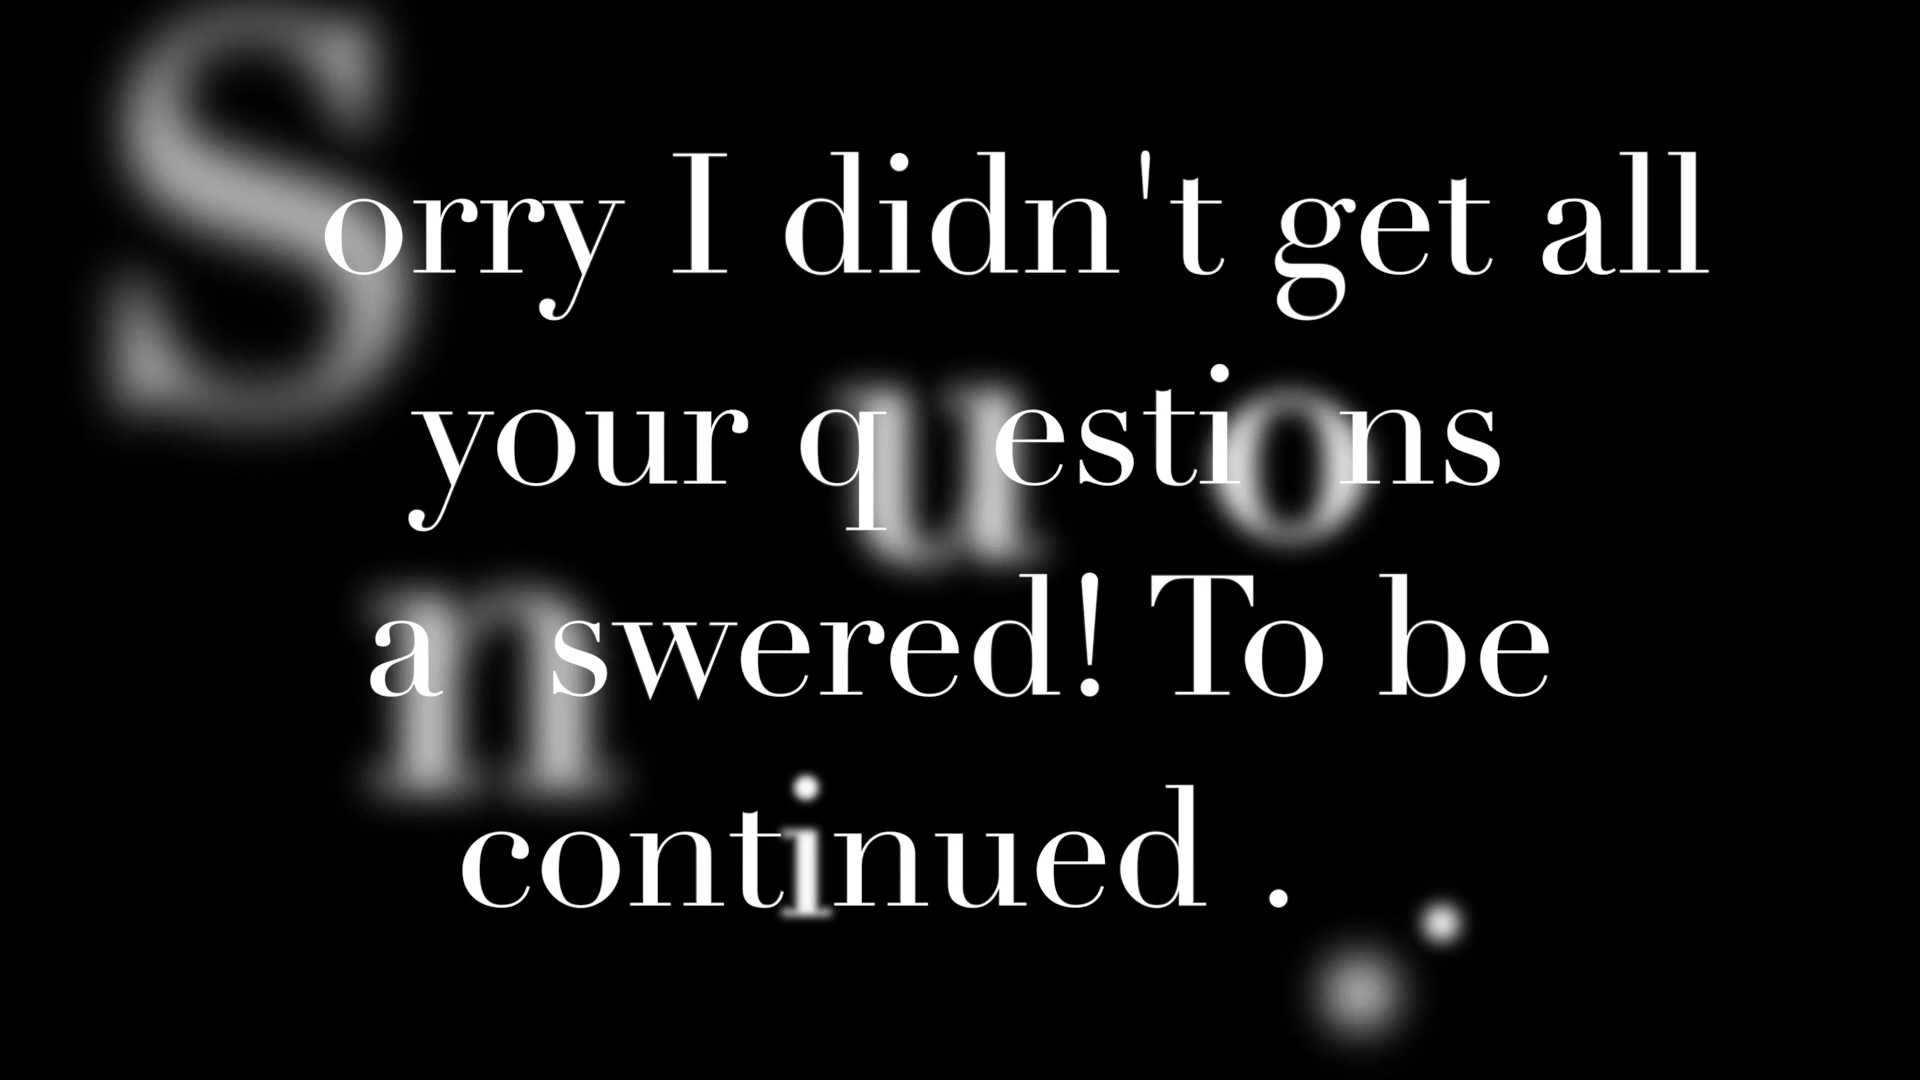 Sorry I didn't get all
your questions
answered! To be
continued . . .